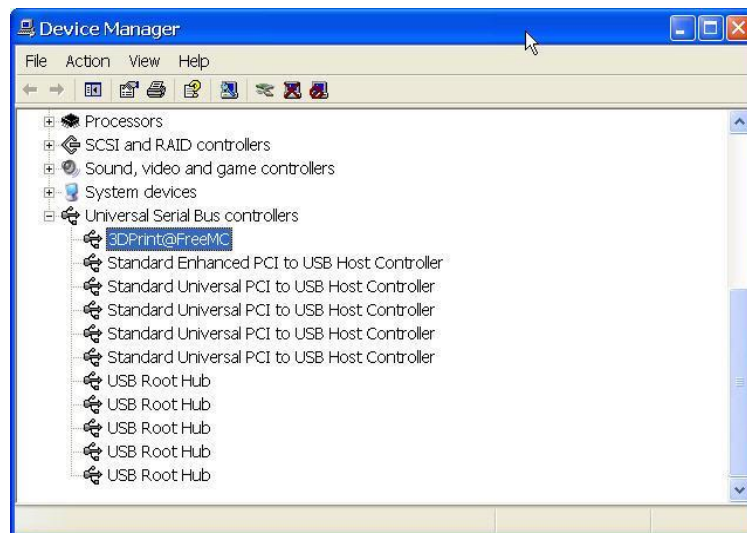 Device Manager
File Action View Help
Processors
SCSI and RAID controllers
Sound, video and game controllers
System devices
Universal Serial Bus controllers
3DPrint@FreeMC
Standard Enhanced PCI to USB Host Controller
Standard Universal PCI to USB Host Controller
Standard Universal PCI to USB Host Controller
Standard Universal PCI to USB Host Controller
Standard Universal PCI to USB Host Controller
USB Root Hub
USB Root Hub
USB Root Hub
USB Root Hub
USB Root Hub